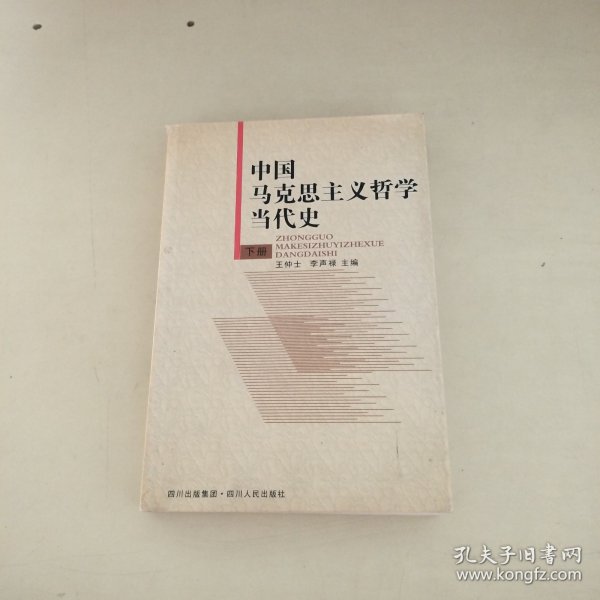 中国
马克思主义哲学
当代史
下册
ZHONGGUO
MAKESIZHUYIZHEXUE
DANGDAISHI
王仲士 李声禄 主编
四川出版集团·四川人民出版社
孔夫子旧书网
www.kongfz.com